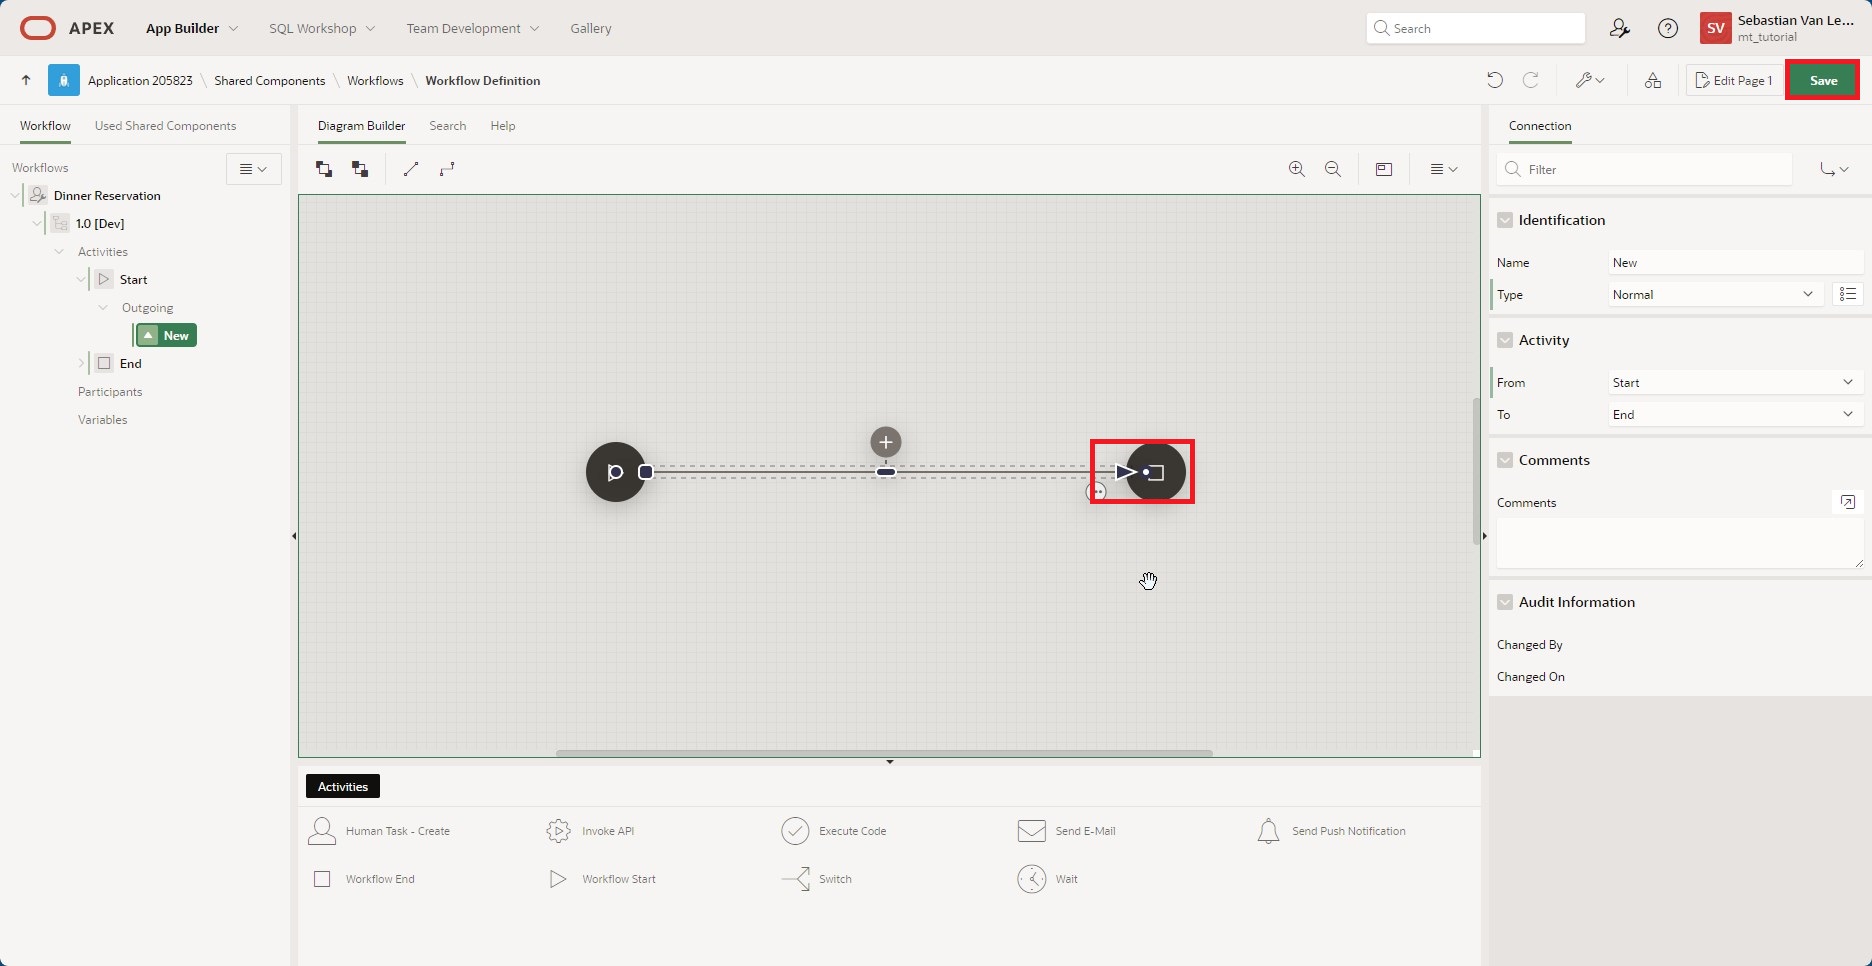 APEX
App Builder
SQL Workshop
Team Development
Gallery
Search
SV
Sebastian Van Le...
mt_tutorial
Application 205823
Shared Components
Workflows
Workflow Definition
Edit Page 1
Save
Workflow
Used Shared Components
Diagram Builder
Search
Help
Connection
Workflows
Dinner Reservation
1.0 [Dev]
Activities
Start
Outgoing
New
End
Participants
Variables
Filter
Identification
Name
New
Type
Normal
Activity
From
Start
To
End
Comments
Comments
Audit Information
Changed By
Changed On
Activities
Human Task - Create
Invoke API
Execute Code
Send E-Mail
Send Push Notification
Workflow End
Workflow Start
Switch
Wait